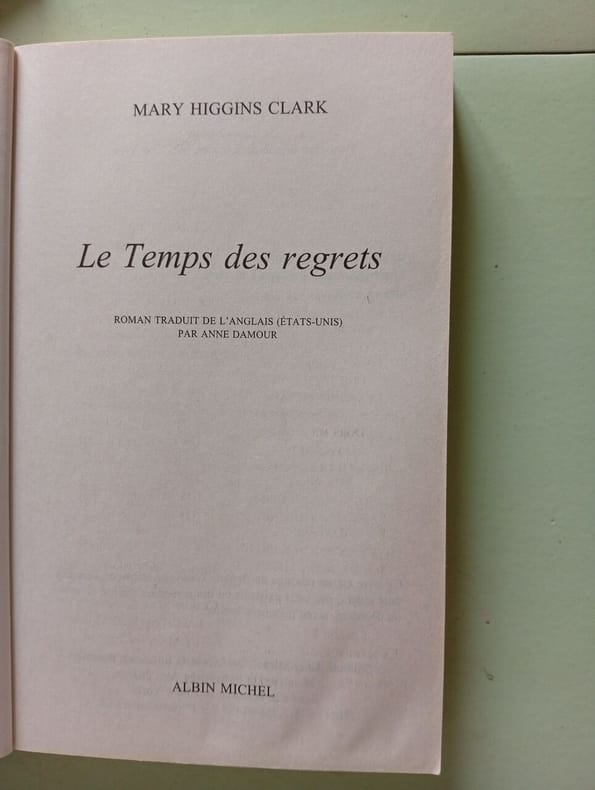 MARY HIGGINS CLARK
Le Temps des regrets
ROMAN TRADUIT DE L'ANGLAIS (ÉTATS-UNIS)
PAR ANNE DAMOUR
ALBIN MICHEL